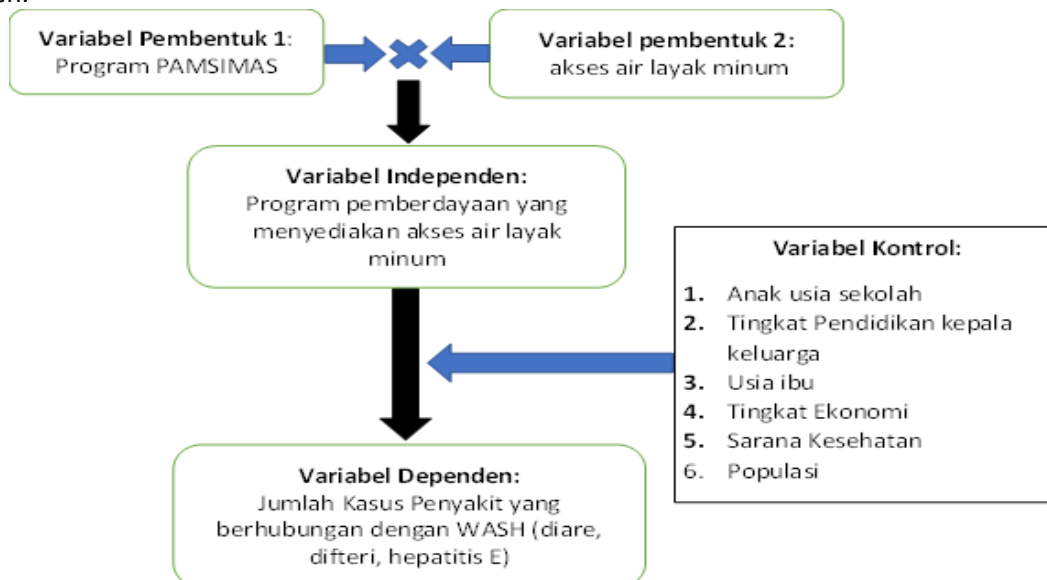 Variabel Pembentuk 1:
Program PAMSIMAS
Variabel pembentuk 2:
akses air layak minum
Variabel Independen:
Program pemberdayaan yang
menyediakan akses air layak
minum
Variabel Kontrol:
1. Anak usia sekolah
2. Tingkat Pendidikan kepala
keluarga
3. Usia ibu
4. Tingkat Ekonomi
5. Sarana Kesehatan
6. Populasi
Variabel Dependen:
Jumlah Kasus Penyakit yang
berhubungan dengan WASH (diare,
difteri, hepatitis E)